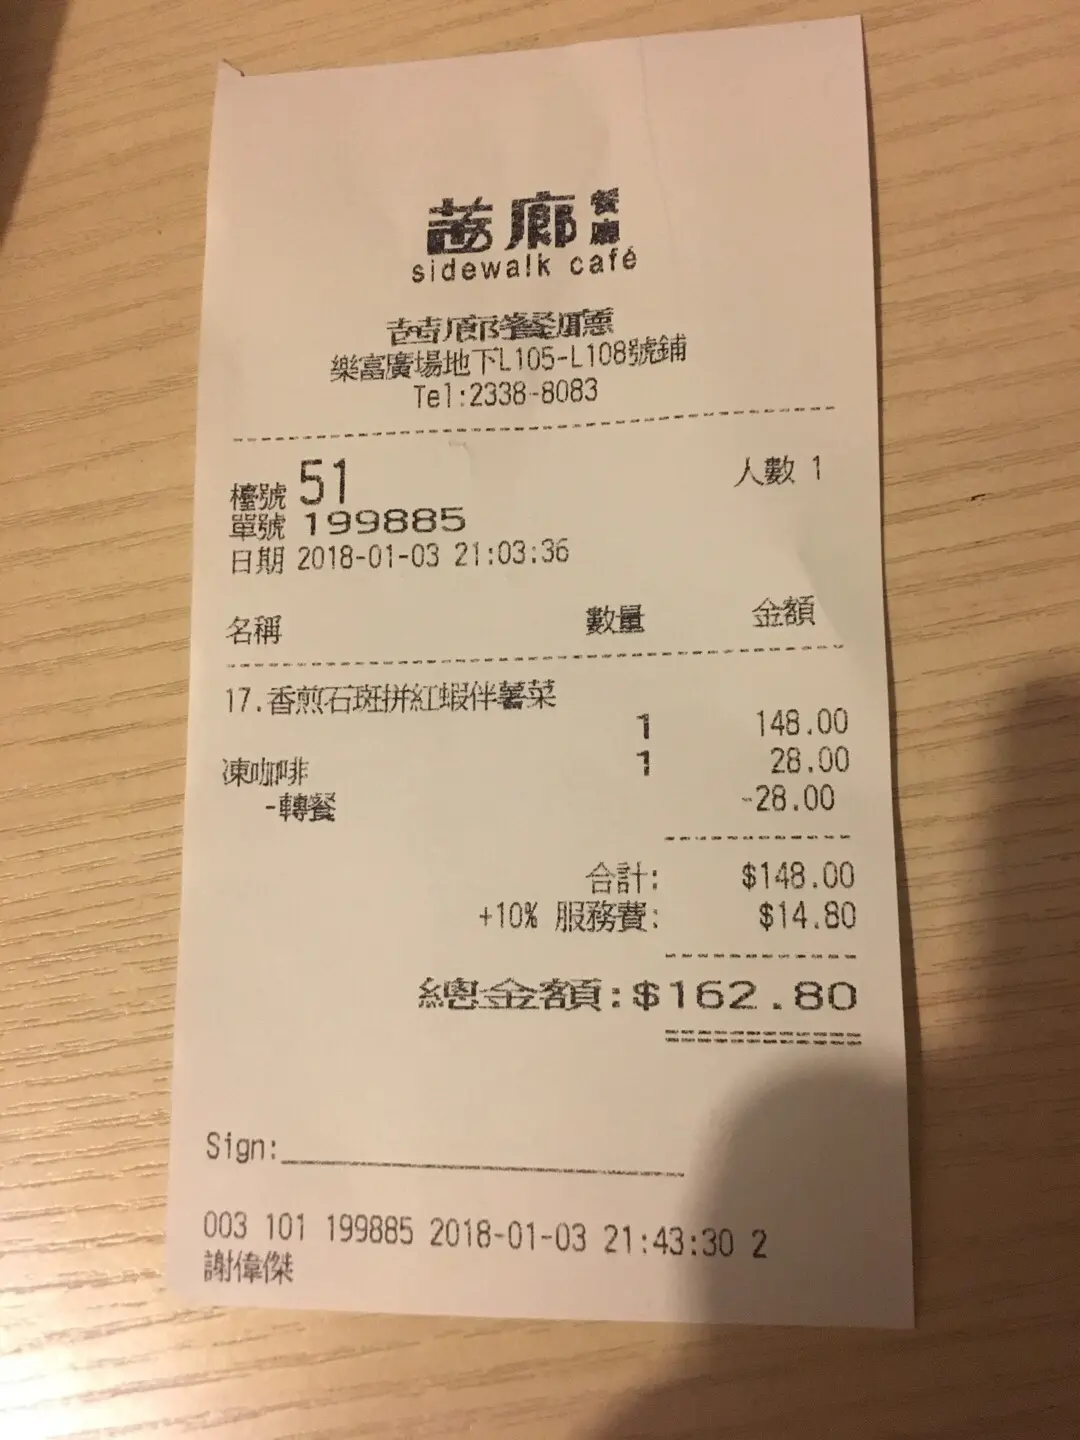 茜廊餐廳
sidewalk café
茜廊餐廳
樂富廣場地下L105-L108號鋪
Tel:2338-8083
檯號 51 人數 1
單號 199885
日期 2018-01-03 21:03:36
名稱 數量 金額
17.香煎石斑拼紅蝦伴薯菜
1 148.00
凍咖啡 1 28.00
-轉餐 -28.00
合計: $148.00
+10% 服務費: $14.80
總金額:$162.80
Sign:
003 101 199885 2018-01-03 21:43:30 2
謝偉傑